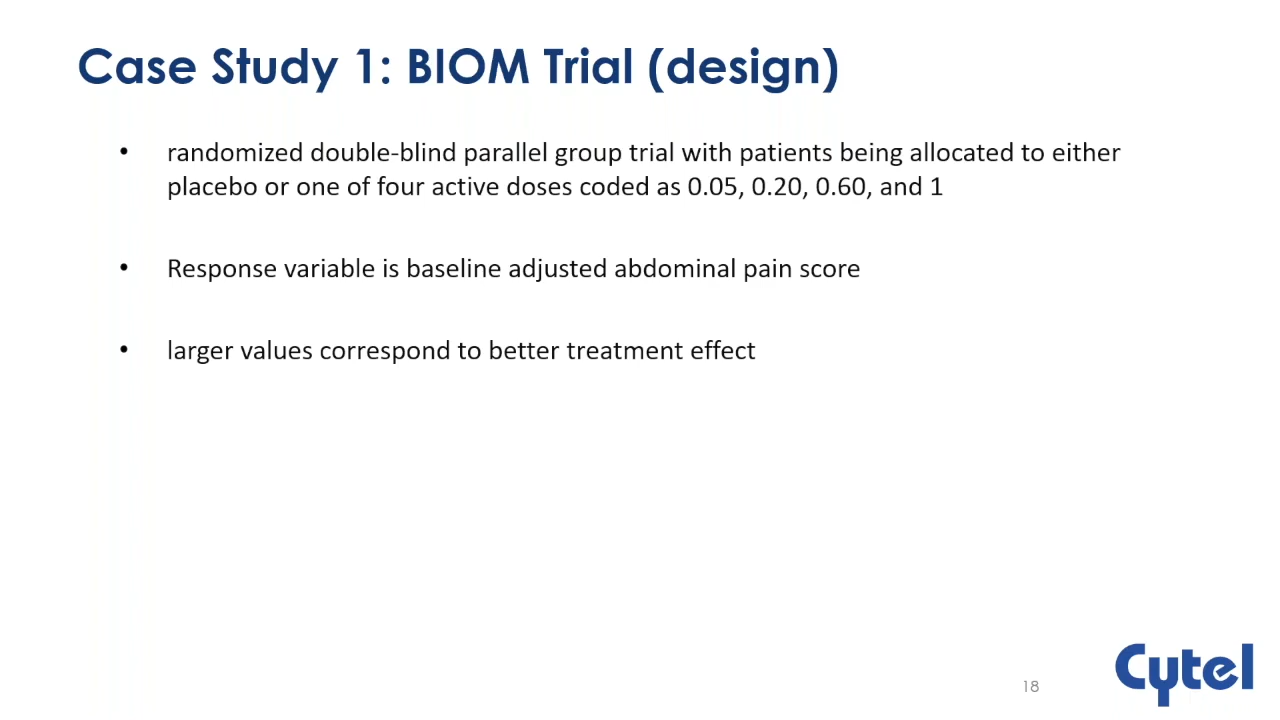 Case Study 1: BIOM Trial (design)
• randomized double-blind parallel group trial with patients being allocated to either
placebo or one of four active doses coded as 0.05, 0.20, 0.60, and 1
• Response variable is baseline adjusted abdominal pain score
• larger values correspond to better treatment effect
18
Cytel